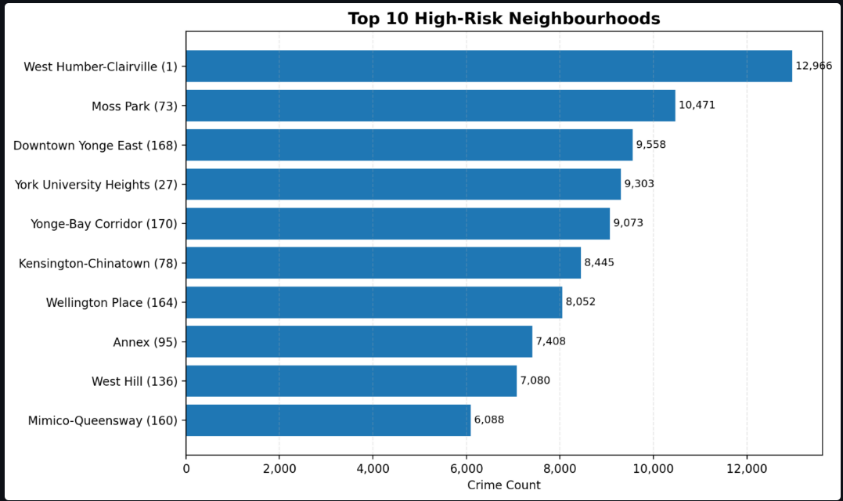 Top 10 High-Risk Neighbourhoods
West Humber-Clairville (1) 12,966
Moss Park (73) 10,471
Downtown Yonge East (168) 9,558
York University Heights (27) 9,303
Yonge-Bay Corridor (170) 9,073
Kensington-Chinatown (78) 8,445
Wellington Place (164) 8,052
Annex (95) 7,408
West Hill (136) 7,080
Mimico-Queensway (160) 6,088
0 2,000 4,000 6,000 8,000 10,000 12,000
Crime Count